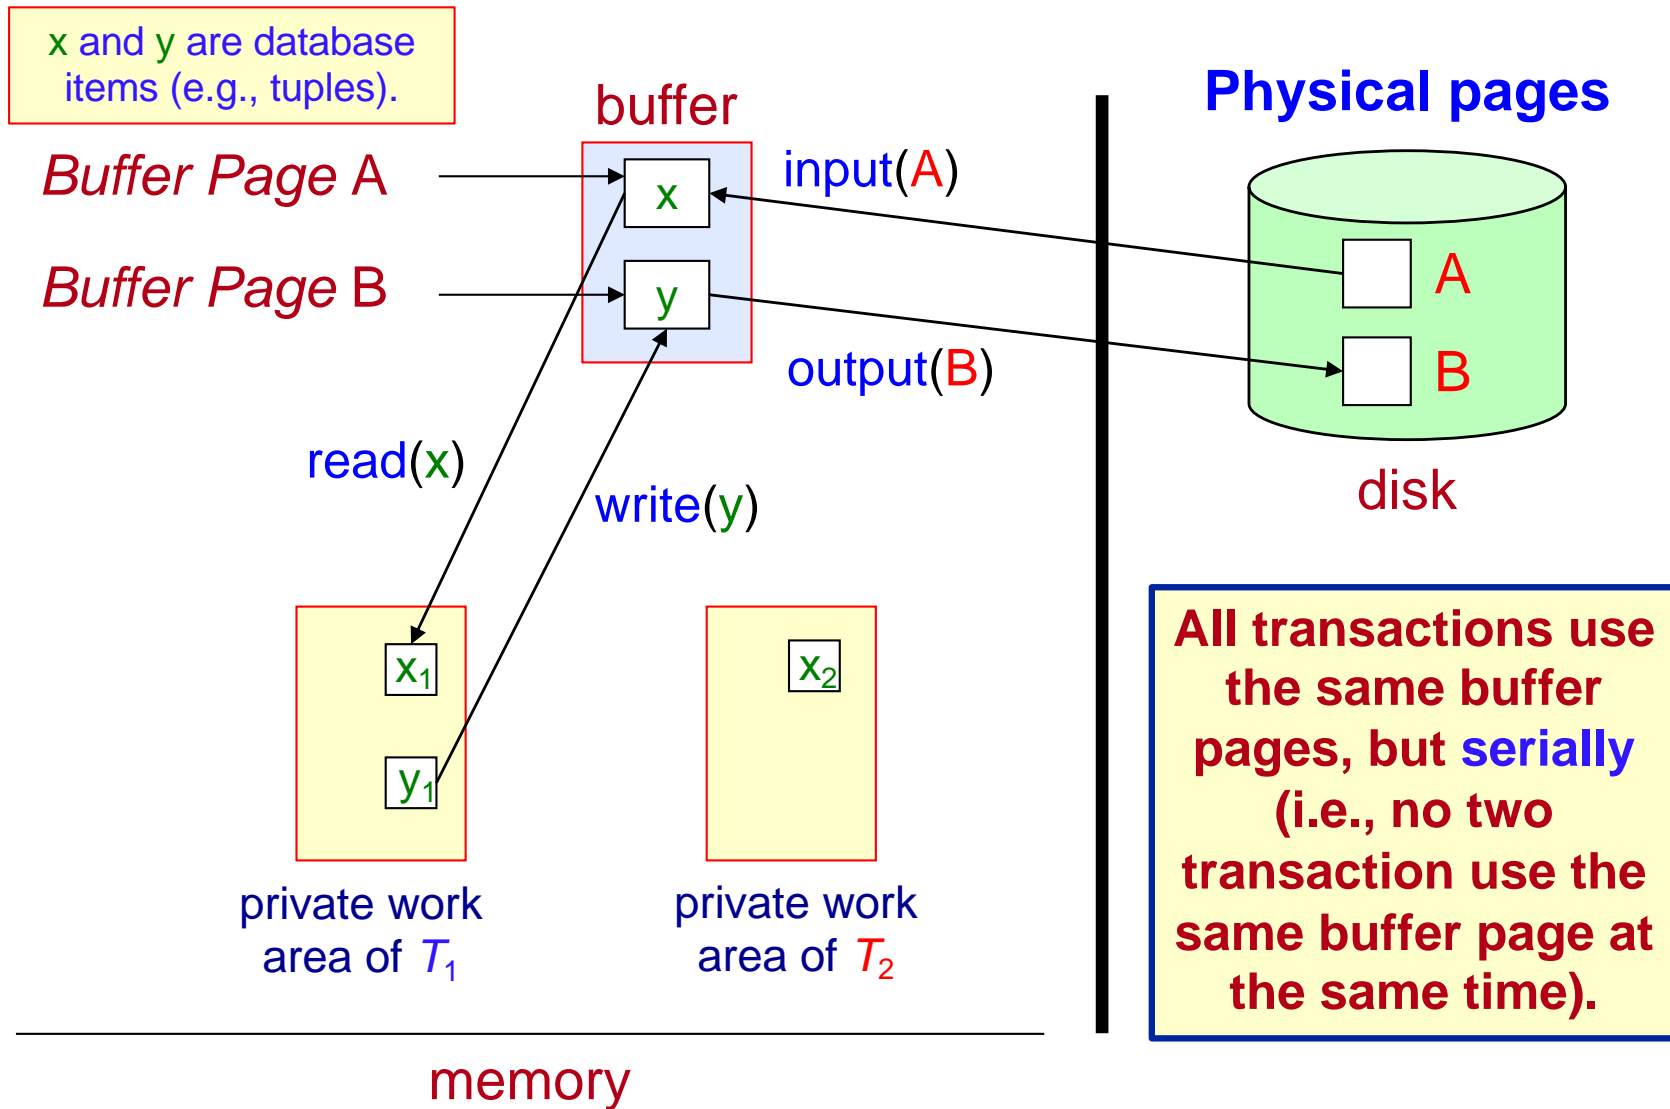 x and y are database
items (e.g., tuples).
buffer
Physical pages
Buffer Page A
x
input(A)
Buffer Page B
y
A
output(B)
B
read(x)
write(y)
disk
x₁
x₂
y₁
private work
area of T₁
private work
area of T₂
All transactions use
the same buffer
pages, but serially
(i.e., no two
transaction use the
same buffer page at
the same time).
memory